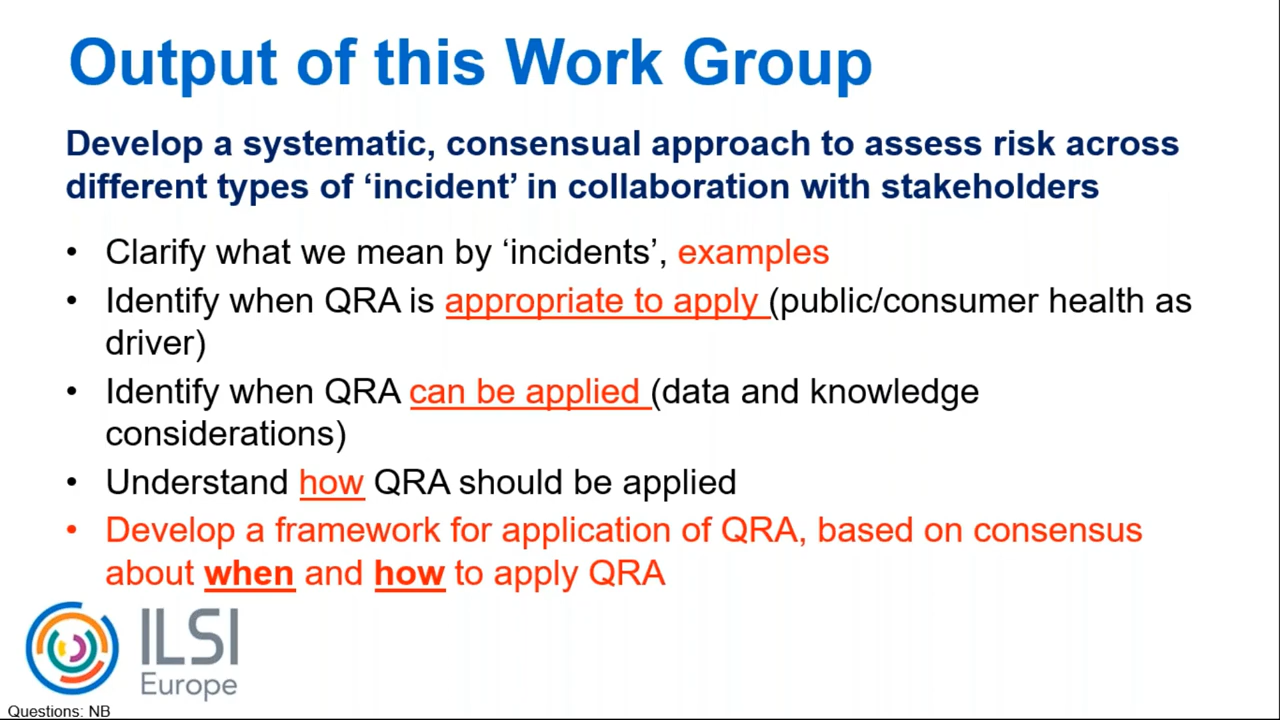 Output of this Work Group
Develop a systematic, consensual approach to assess risk across
different types of ‘incident’ in collaboration with stakeholders
• Clarify what we mean by ‘incidents’, examples
• Identify when QRA is appropriate to apply (public/consumer health as
driver)
• Identify when QRA can be applied (data and knowledge
considerations)
• Understand how QRA should be applied
• Develop a framework for application of QRA, based on consensus
about when and how to apply QRA
ILSI
Europe
Questions: NB